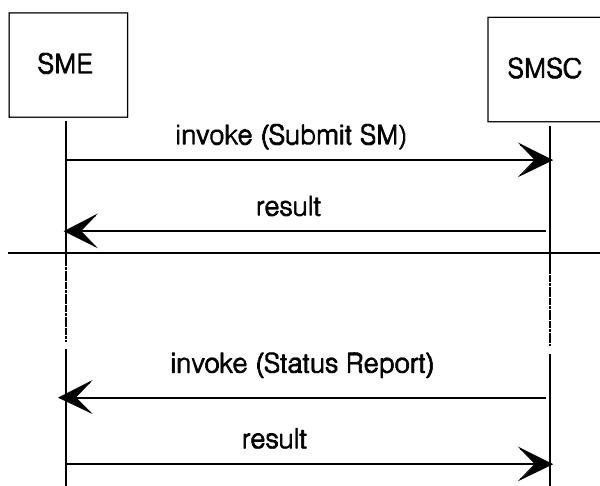 SME
SMSC
invoke (Submit SM)
result
invoke (Status Report)
result